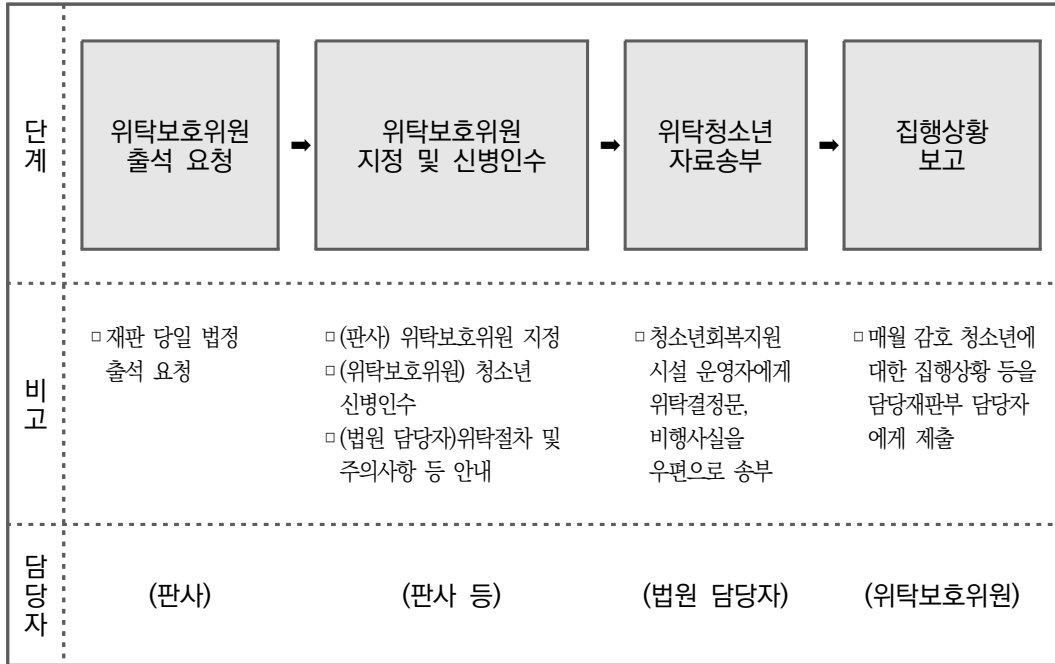 단계
위탁보호위원
출석 요청
➡
위탁보호위원
지정 및 신병인수
➡
위탁청소년
자료송부
➡
집행상황
보고
비고
□ 재판 당일 법정
출석 요청
□ (판사) 위탁보호위원 지정
□ (위탁보호위원) 청소년
신병인수
□ (법원 담당자)위탁절차 및
주의사항 등 안내
□ 청소년회복지원
시설 운영자에게
위탁결정문,
비행사실을
우편으로 송부
□ 매월 감호 청소년에
대한 집행상황 등을
담당재판부 담당자
에게 제출
담당자
(판사)
(판사 등)
(법원 담당자)
(위탁보호위원)